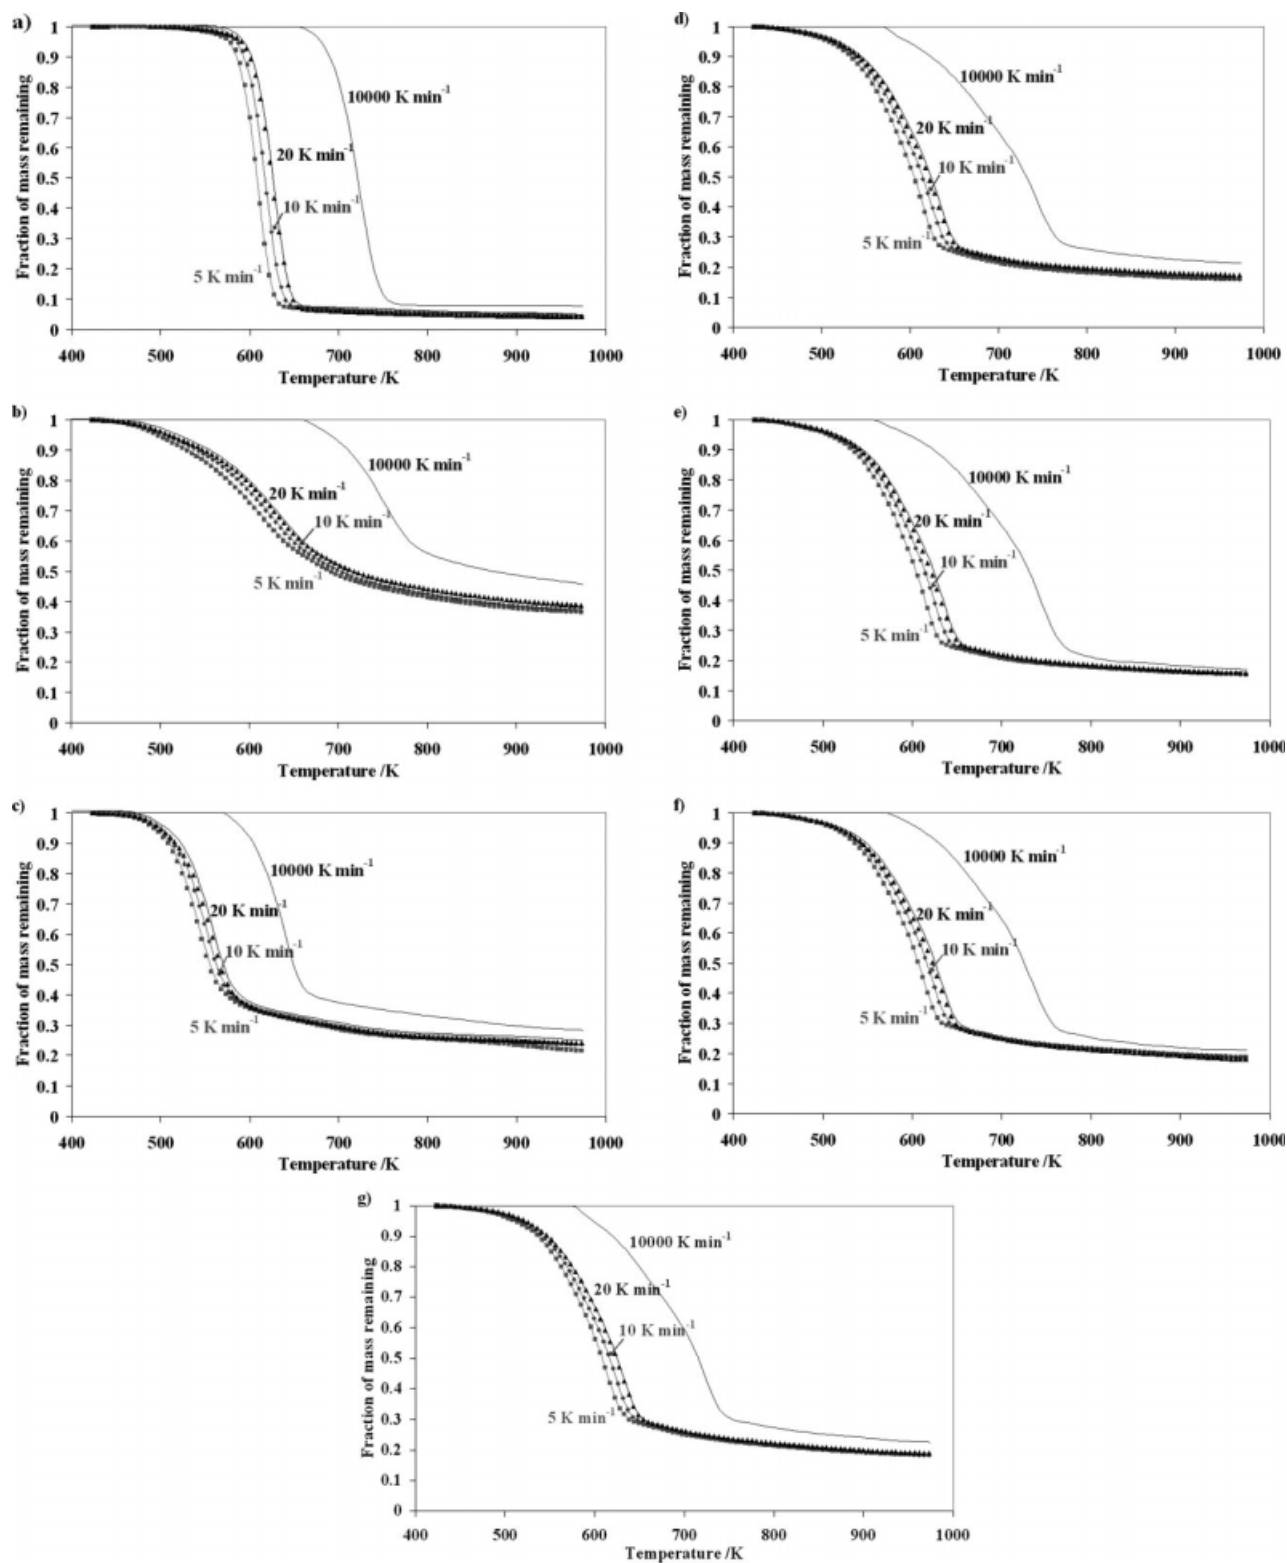 a)
1
0.9
0.8
0.7
0.6
0.5
0.4
0.3
0.2
0.1
0
Fraction of mass remaining
10000 K min⁻¹
20 K min⁻¹
10 K min⁻¹
5 K min⁻¹
400 500 600 700 800 900 1000
Temperature /K
b)
1
0.9
0.8
0.7
0.6
0.5
0.4
0.3
0.2
0.1
0
Fraction of mass remaining
10000 K min⁻¹
20 K min⁻¹
10 K min⁻¹
5 K min⁻¹
400 500 600 700 800 900 1000
Temperature /K
c)
1
0.9
0.8
0.7
0.6
0.5
0.4
0.3
0.2
0.1
0
Fraction of mass remaining
10000 K min⁻¹
20 K min⁻¹
10 K min⁻¹
5 K min⁻¹
400 500 600 700 800 900 1000
Temperature /K
d)
1
0.9
0.8
0.7
0.6
0.5
0.4
0.3
0.2
0.1
0
Fraction of mass remaining
10000 K min⁻¹
20 K min⁻¹
10 K min⁻¹
5 K min⁻¹
400 500 600 700 800 900 1000
Temperature /K
e)
1
0.9
0.8
0.7
0.6
0.5
0.4
0.3
0.2
0.1
0
Fraction of mass remaining
10000 K min⁻¹
20 K min⁻¹
10 K min⁻¹
5 K min⁻¹
400 500 600 700 800 900 1000
Temperature /K
f)
1
0.9
0.8
0.7
0.6
0.5
0.4
0.3
0.2
0.1
0
Fraction of mass remaining
10000 K min⁻¹
20 K min⁻¹
10 K min⁻¹
5 K min⁻¹
400 500 600 700 800 900 1000
Temperature /K
g)
1
0.9
0.8
0.7
0.6
0.5
0.4
0.3
0.2
0.1
0
Fraction of mass remaining
10000 K min⁻¹
20 K min⁻¹
10 K min⁻¹
5 K min⁻¹
400 500 600 700 800 900 1000
Temperature /K